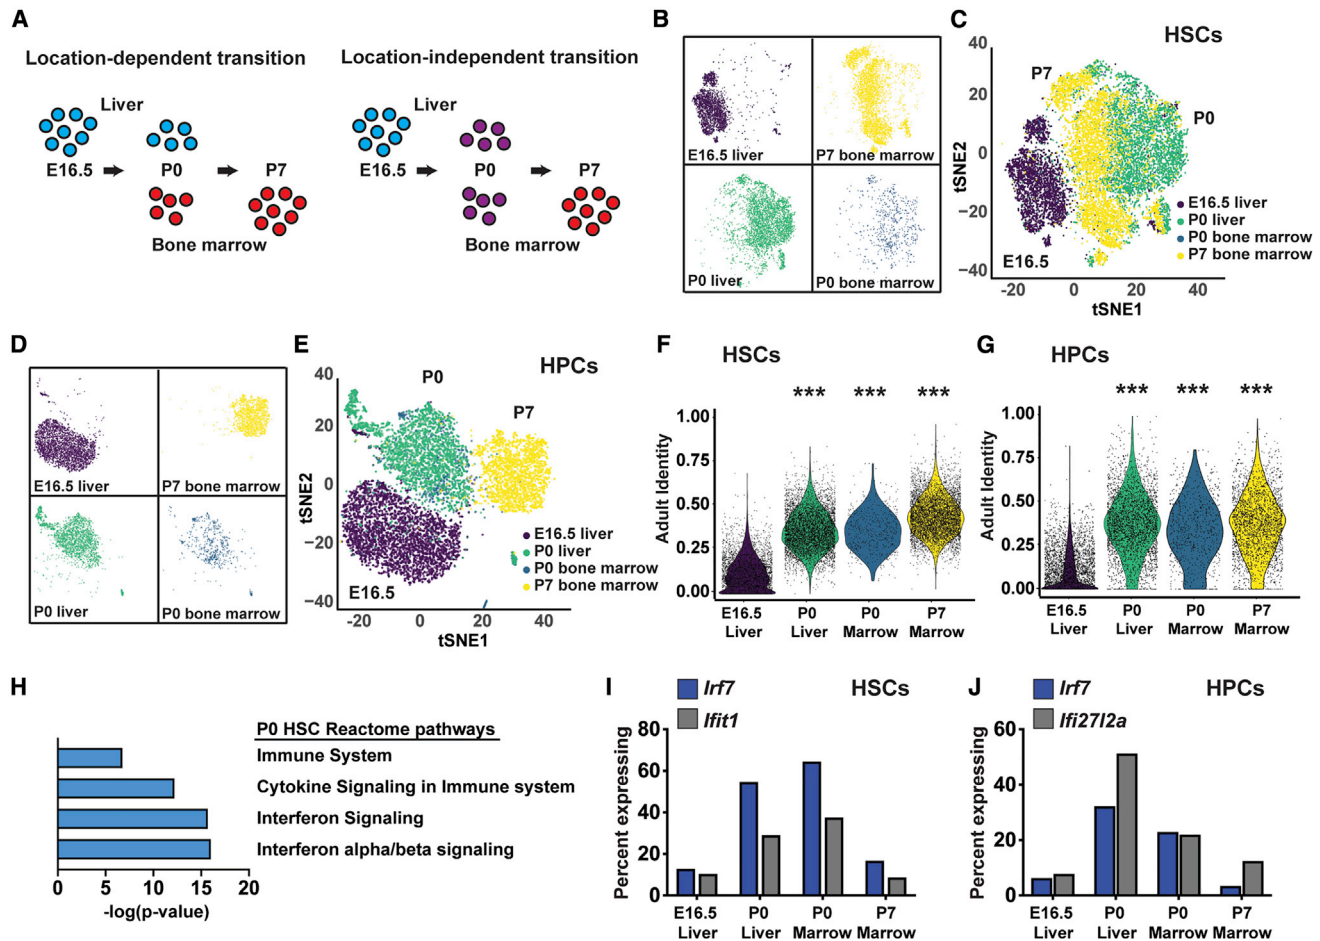 A
Location-dependent transition
Location-independent transition
Liver
Liver
E16.5
P0
P7
E16.5
P0
P7
Bone marrow
Bone marrow
B
E16.5 liver
P7 bone marrow
P0 liver
P0 bone marrow
C
HSCs
P7
P0
E16.5
tSNE2
40
20
0
−20
−40
-20
0
20
40
tSNE1
E16.5 liver
P0 liver
P0 bone marrow
P7 bone marrow
D
E16.5 liver
P7 bone marrow
P0 liver
P0 bone marrow
E
HPCs
P0
P7
E16.5
tSNE2
40
20
0
−20
−40
-20
0
20
40
tSNE1
E16.5 liver
P0 liver
P0 bone marrow
P7 bone marrow
F
HSCs
*** *** ***
Adult Identity
1.00
0.75
0.50
0.25
0.00
E16.5 P0 P0 P7
Liver Liver Marrow Marrow
G
HPCs
*** *** ***
Adult Identity
1.00
0.75
0.50
0.25
0.00
E16.5 P0 P0 P7
Liver Liver Marrow Marrow
H
P0 HSC Reactome pathways
Immune System
Cytokine Signaling in Immune system
Interferon Signaling
Interferon alpha/beta signaling
0 5 10 15 20
-log(p-value)
I
Irf7
Ifit1
HSCs
Percent expressing
80
60
40
20
0
E16.5 P0 P0 P7
Liver Liver Marrow Marrow
J
Irf7
Ifi27l2a
HPCs
Percent expressing
60
40
20
0
E16.5 P0 P0 P7
Liver Liver Marrow Marrow